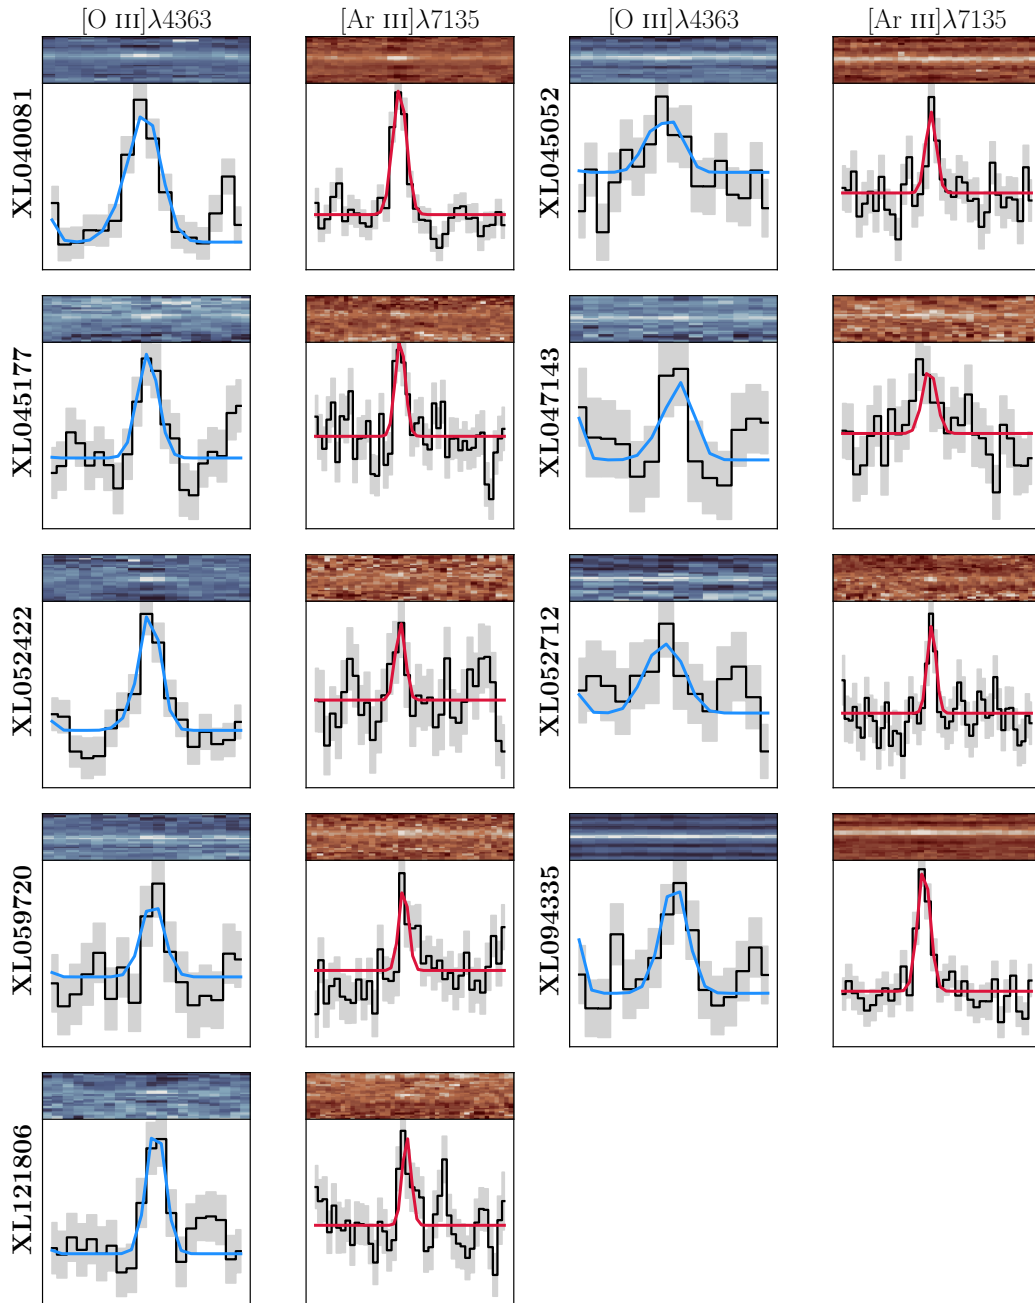 [O III]λ4363 [Ar III]λ7135 [O III]λ4363 [Ar III]λ7135
XL040081
XL045052
XL045177
XL047143
XL052422
XL052712
XL059720
XL094335
XL121806